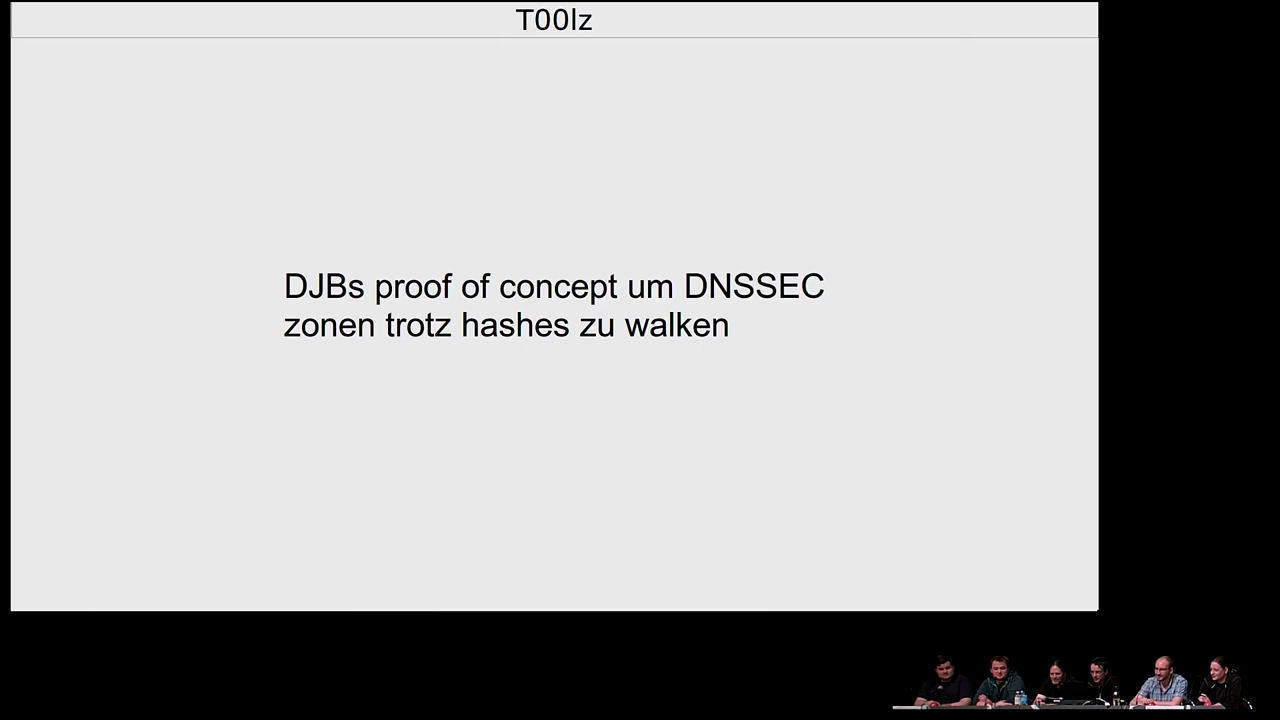 T00lz
DJBs proof of concept um DNSSEC
zonen trotz hashes zu walken